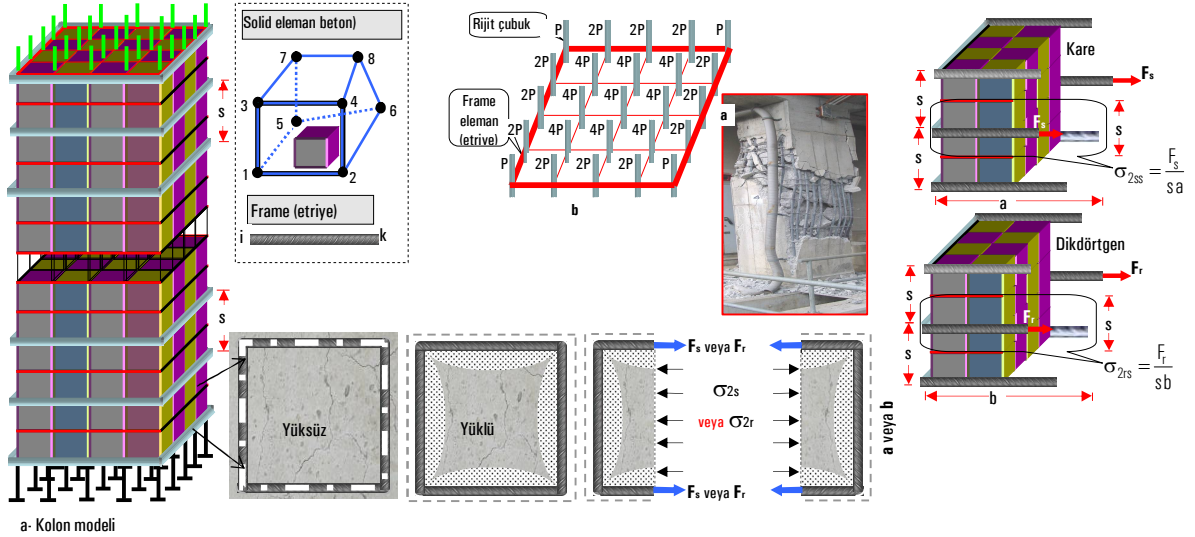 s
s
a- Kolon modeli
Solid eleman beton)
7
8
3
4
5
6
1
2
Frame (etriye)
i
k
Rijit çubuk
P 2P 2P 2P P
2P 4P 4P 4P 2P
2P 4P 4P 4P 2P
2P 4P 4P 4P 2P
P 2P 2P 2P P
Frame
eleman
(etriye)
a
b
Yüksüz
Yüklü
Fs veya Fr
σ2s
veya σ2r
Fs veya Fr
a veya b
Kare
Fs
s
Fs
s
s
σ2ss = Fs / sa
a
Dikdörtgen
Fr
s
Fr
s
s
σ2rs = Fr / sb
b